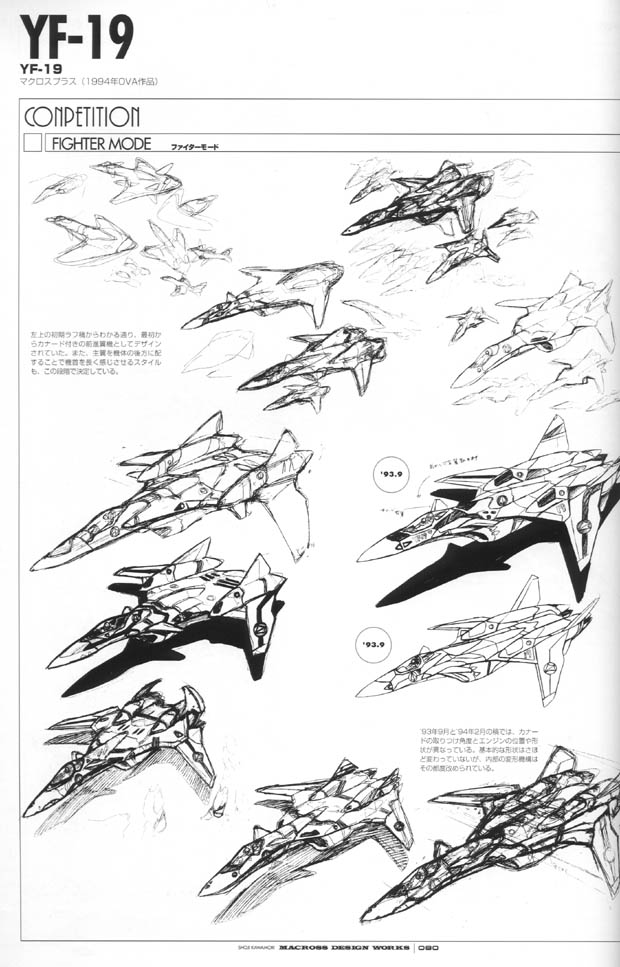 YF-19
YF-19
マクロスプラス（1994年OVA作品）
CONPETITION
FIGHTER MODE ファイターモード
左上の初期ラフ稿からわかる通り、最初か
らカナード付きの前進翼機としてデザイン
されていた。また、主翼を機体の後方に配
することで機首を長く感じさせるスタイル
も、この段階で決定している。
'93.9
'93.9
'93年9月と'94年2月の稿では、カナー
ドの取りつけ角度とエンジンの位置や形
状が異なっている。基本的な形状はさほ
ど変わっていないが、内部の変形機構は
その都度改められている。
SHOJI KAWAMORI MACROSS DESIGN WORKS 080